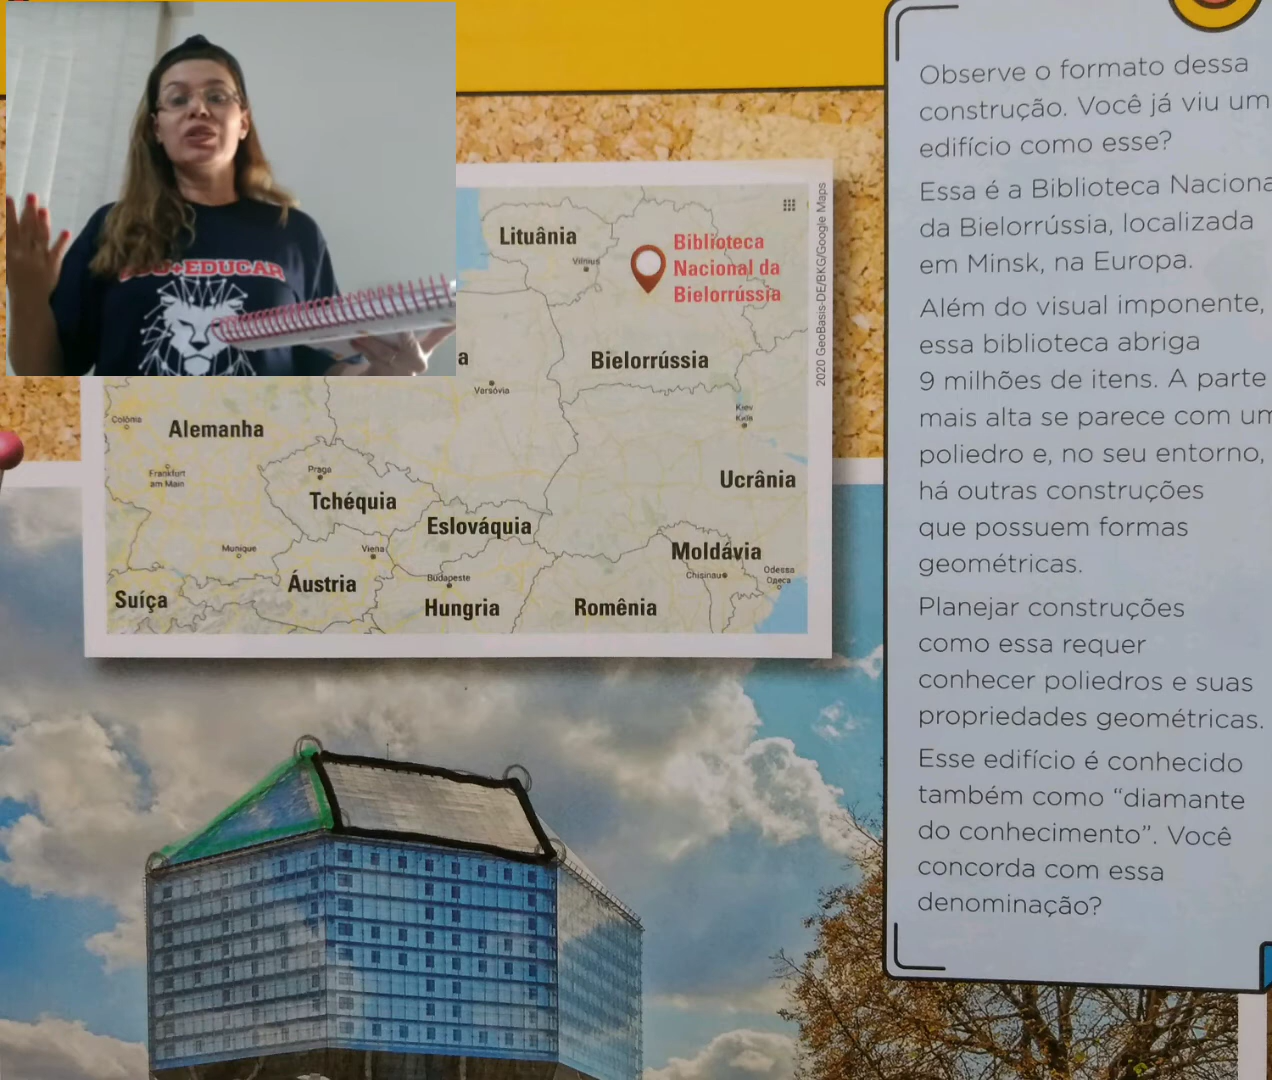 +EDUCAR
Lituânia
Vilnius
Biblioteca
Nacional da
Bielorrússia
2020 GeoBasis-DE/BKG/Google Maps
a
Bielorrússia
Varsóvia
Colônia
Alemanha
Kiev
Frankfurt
am Main
Praga
Tchéquia
Ucrânia
Eslováquia
Munique
Viena
Moldávia
Chisinau
Odessa
Одеса
Áustria
Budapeste
Suíça
Hungria
Romênia
Observe o formato dessa
construção. Você já viu um
edifício como esse?
Essa é a Biblioteca Naciona
da Bielorrússia, localizada
em Minsk, na Europa.
Além do visual imponente,
essa biblioteca abriga
9 milhões de itens. A parte
mais alta se parece com um
poliedro e, no seu entorno,
há outras construções
que possuem formas
geométricas.
Planejar construções
como essa requer
conhecer poliedros e suas
propriedades geométricas.
Esse edifício é conhecido
também como “diamante
do conhecimento”. Você
concorda com essa
denominação?